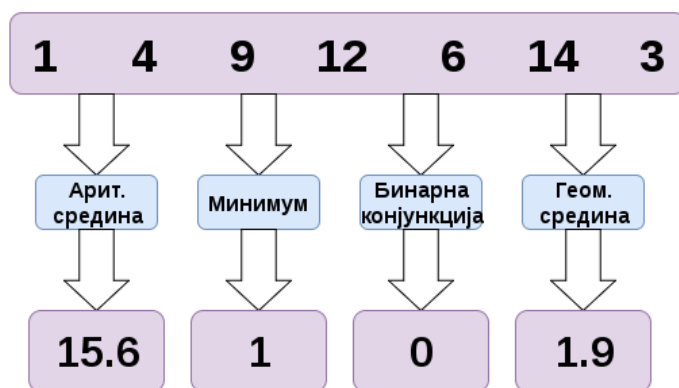 1 4 9 12 6 14 3
Арит.
средина
Минимум
Бинарна
конјункција
Геом.
средина
15.6 1 0 1.9